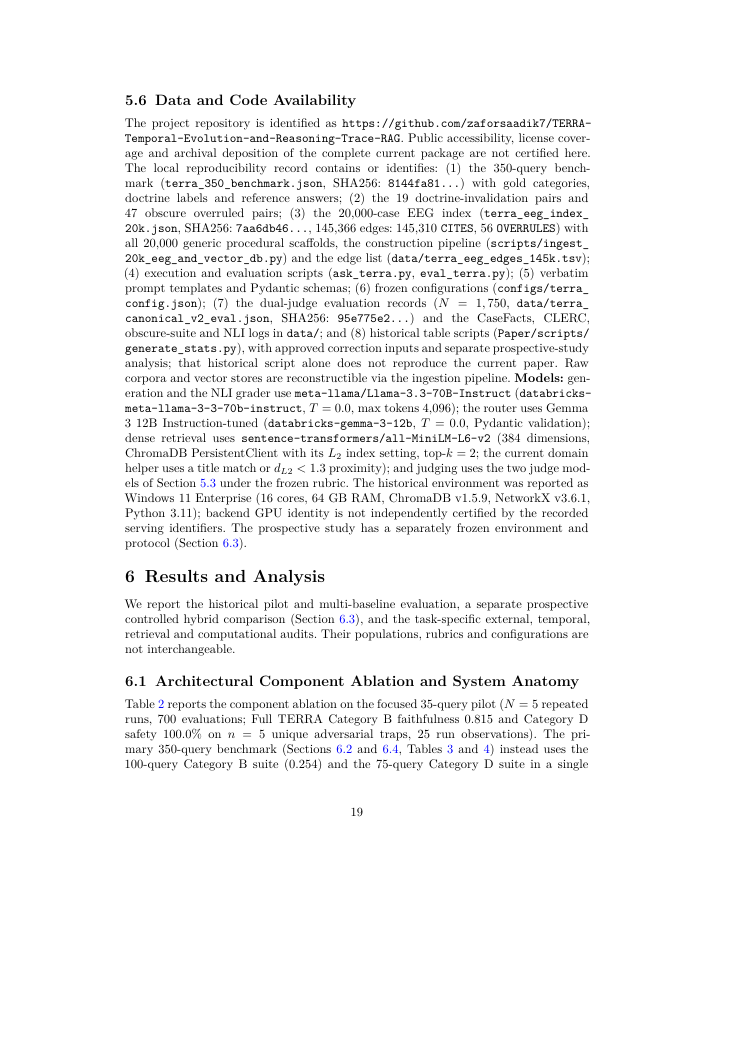 5.6 Data and Code Availability
The project repository is identified as https://github.com/zaforsaadik7/TERRA-
Temporal-Evolution-and-Reasoning-Trace-RAG. Public accessibility, license cover-
age and archival deposition of the complete current package are not certified here.
The local reproducibility record contains or identifies: (1) the 350-query bench-
mark (terra_350_benchmark.json, SHA256: 8144fa81...) with gold categories,
doctrine labels and reference answers; (2) the 19 doctrine-invalidation pairs and
47 obscure overruled pairs; (3) the 20,000-case EEG index (terra_eeg_index_
20k.json, SHA256: 7aa6db46..., 145,366 edges: 145,310 CITES, 56 OVERRULES) with
all 20,000 generic procedural scaffolds, the construction pipeline (scripts/ingest_
20k_eeg_and_vector_db.py) and the edge list (data/terra_eeg_edges_145k.tsv);
(4) execution and evaluation scripts (ask_terra.py, eval_terra.py); (5) verbatim
prompt templates and Pydantic schemas; (6) frozen configurations (configs/terra_
config.json); (7) the dual-judge evaluation records (N = 1,750, data/terra_
canonical_v2_eval.json, SHA256: 95e775e2...) and the CaseFacts, CLERC,
obscure-suite and NLI logs in data/; and (8) historical table scripts (Paper/scripts/
generate_stats.py), with approved correction inputs and separate prospective-study
analysis; that historical script alone does not reproduce the current paper. Raw
corpora and vector stores are reconstructible via the ingestion pipeline. Models: gen-
eration and the NLI grader use meta-llama/Llama-3.3-70B-Instruct (databricks-
meta-llama-3-3-70b-instruct, T = 0.0, max tokens 4,096); the router uses Gemma
3 12B Instruction-tuned (databricks-gemma-3-12b, T = 0.0, Pydantic validation);
dense retrieval uses sentence-transformers/all-MiniLM-L6-v2 (384 dimensions,
ChromaDB PersistentClient with its L2 index setting, top-k = 2; the current domain
helper uses a title match or dL2 < 1.3 proximity); and judging uses the two judge mod-
els of Section 5.3 under the frozen rubric. The historical environment was reported as
Windows 11 Enterprise (16 cores, 64 GB RAM, ChromaDB v1.5.9, NetworkX v3.6.1,
Python 3.11); backend GPU identity is not independently certified by the recorded
serving identifiers. The prospective study has a separately frozen environment and
protocol (Section 6.3).
6 Results and Analysis
We report the historical pilot and multi-baseline evaluation, a separate prospective
controlled hybrid comparison (Section 6.3), and the task-specific external, temporal,
retrieval and computational audits. Their populations, rubrics and configurations are
not interchangeable.
6.1 Architectural Component Ablation and System Anatomy
Table 2 reports the component ablation on the focused 35-query pilot (N = 5 repeated
runs, 700 evaluations; Full TERRA Category B faithfulness 0.815 and Category D
safety 100.0% on n = 5 unique adversarial traps, 25 run observations). The pri-
mary 350-query benchmark (Sections 6.2 and 6.4, Tables 3 and 4) instead uses the
100-query Category B suite (0.254) and the 75-query Category D suite in a single
19